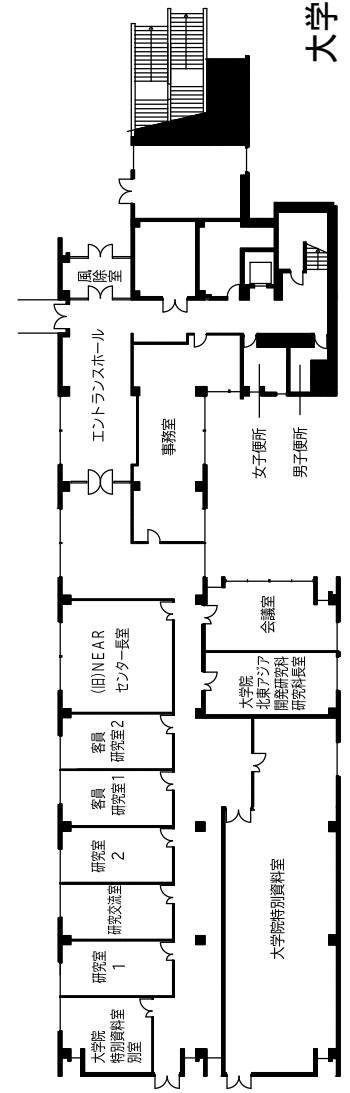 大学
風除
室
エントランスホール
事務室
女子便所
男子便所
会議室
(旧)NEAR
センター長室
大学院
北東アジア
開発研究科
研究科長室
客員
研究室2
客員
研究室1
研究室
2
研究交流室
研究室
1
大学院特別資料室
大学院
特別資料室
別室